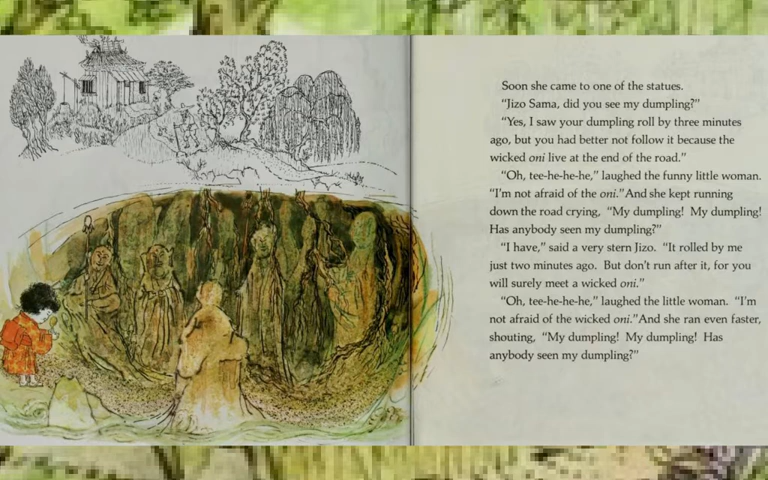 Soon she came to one of the statues.
“Jizo Sama, did you see my dumpling?”
“Yes, I saw your dumpling roll by three minutes
ago, but you had better not follow it because the
wicked oni live at the end of the road.”
“Oh, tee-he-he-he,” laughed the funny little woman.
“I'm not afraid of the oni.”And she kept running
down the road crying, “My dumpling! My dumpling!
Has anybody seen my dumpling?”
“I have,” said a very stern Jizo. “It rolled by me
just two minutes ago. But don't run after it, for you
will surely meet a wicked oni.”
“Oh, tee-he-he-he,” laughed the little woman. “I'm
not afraid of the wicked oni.”And she ran even faster,
shouting, “My dumpling! My dumpling! Has
anybody seen my dumpling?”